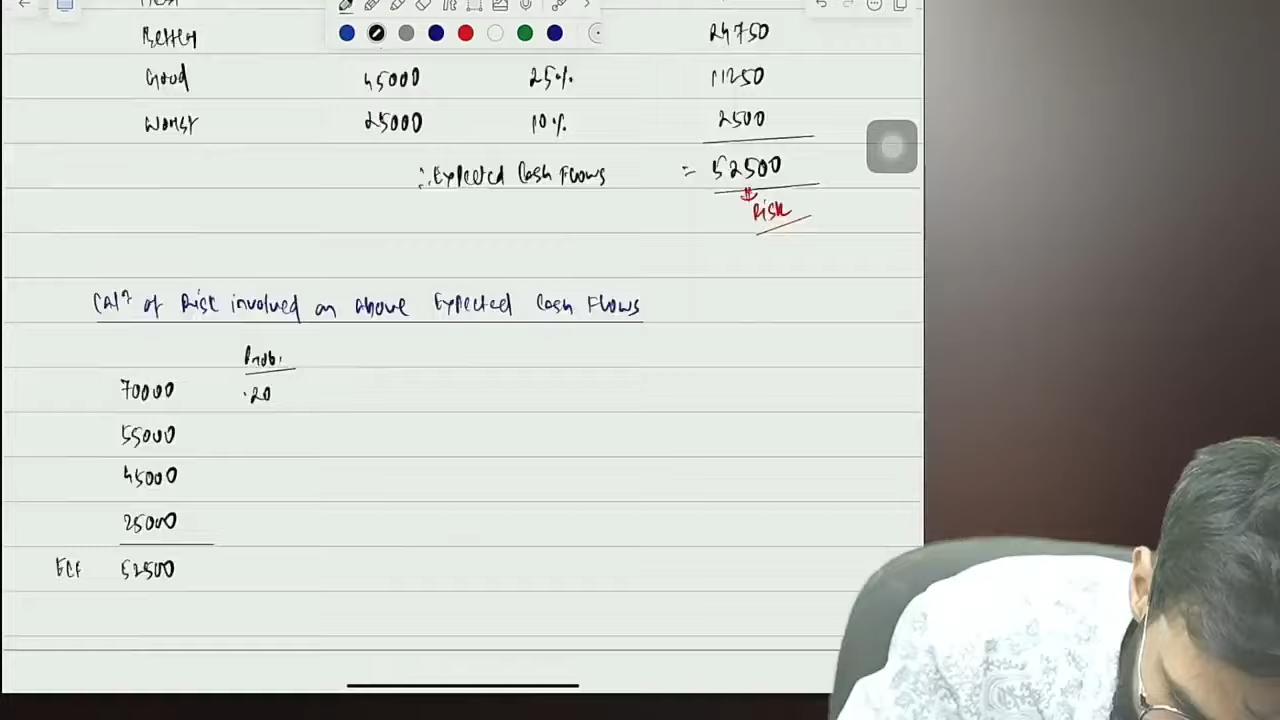 Better 24750
Good 45000 25% 11250
Worst 25000 10% 2500
∴ Expected Cash Flows = 52500
Risk
Calⁿ of Risk involved on above Expected Cash Flows
Prob.
70000 .20
55000
45000
25000
ECF 52500